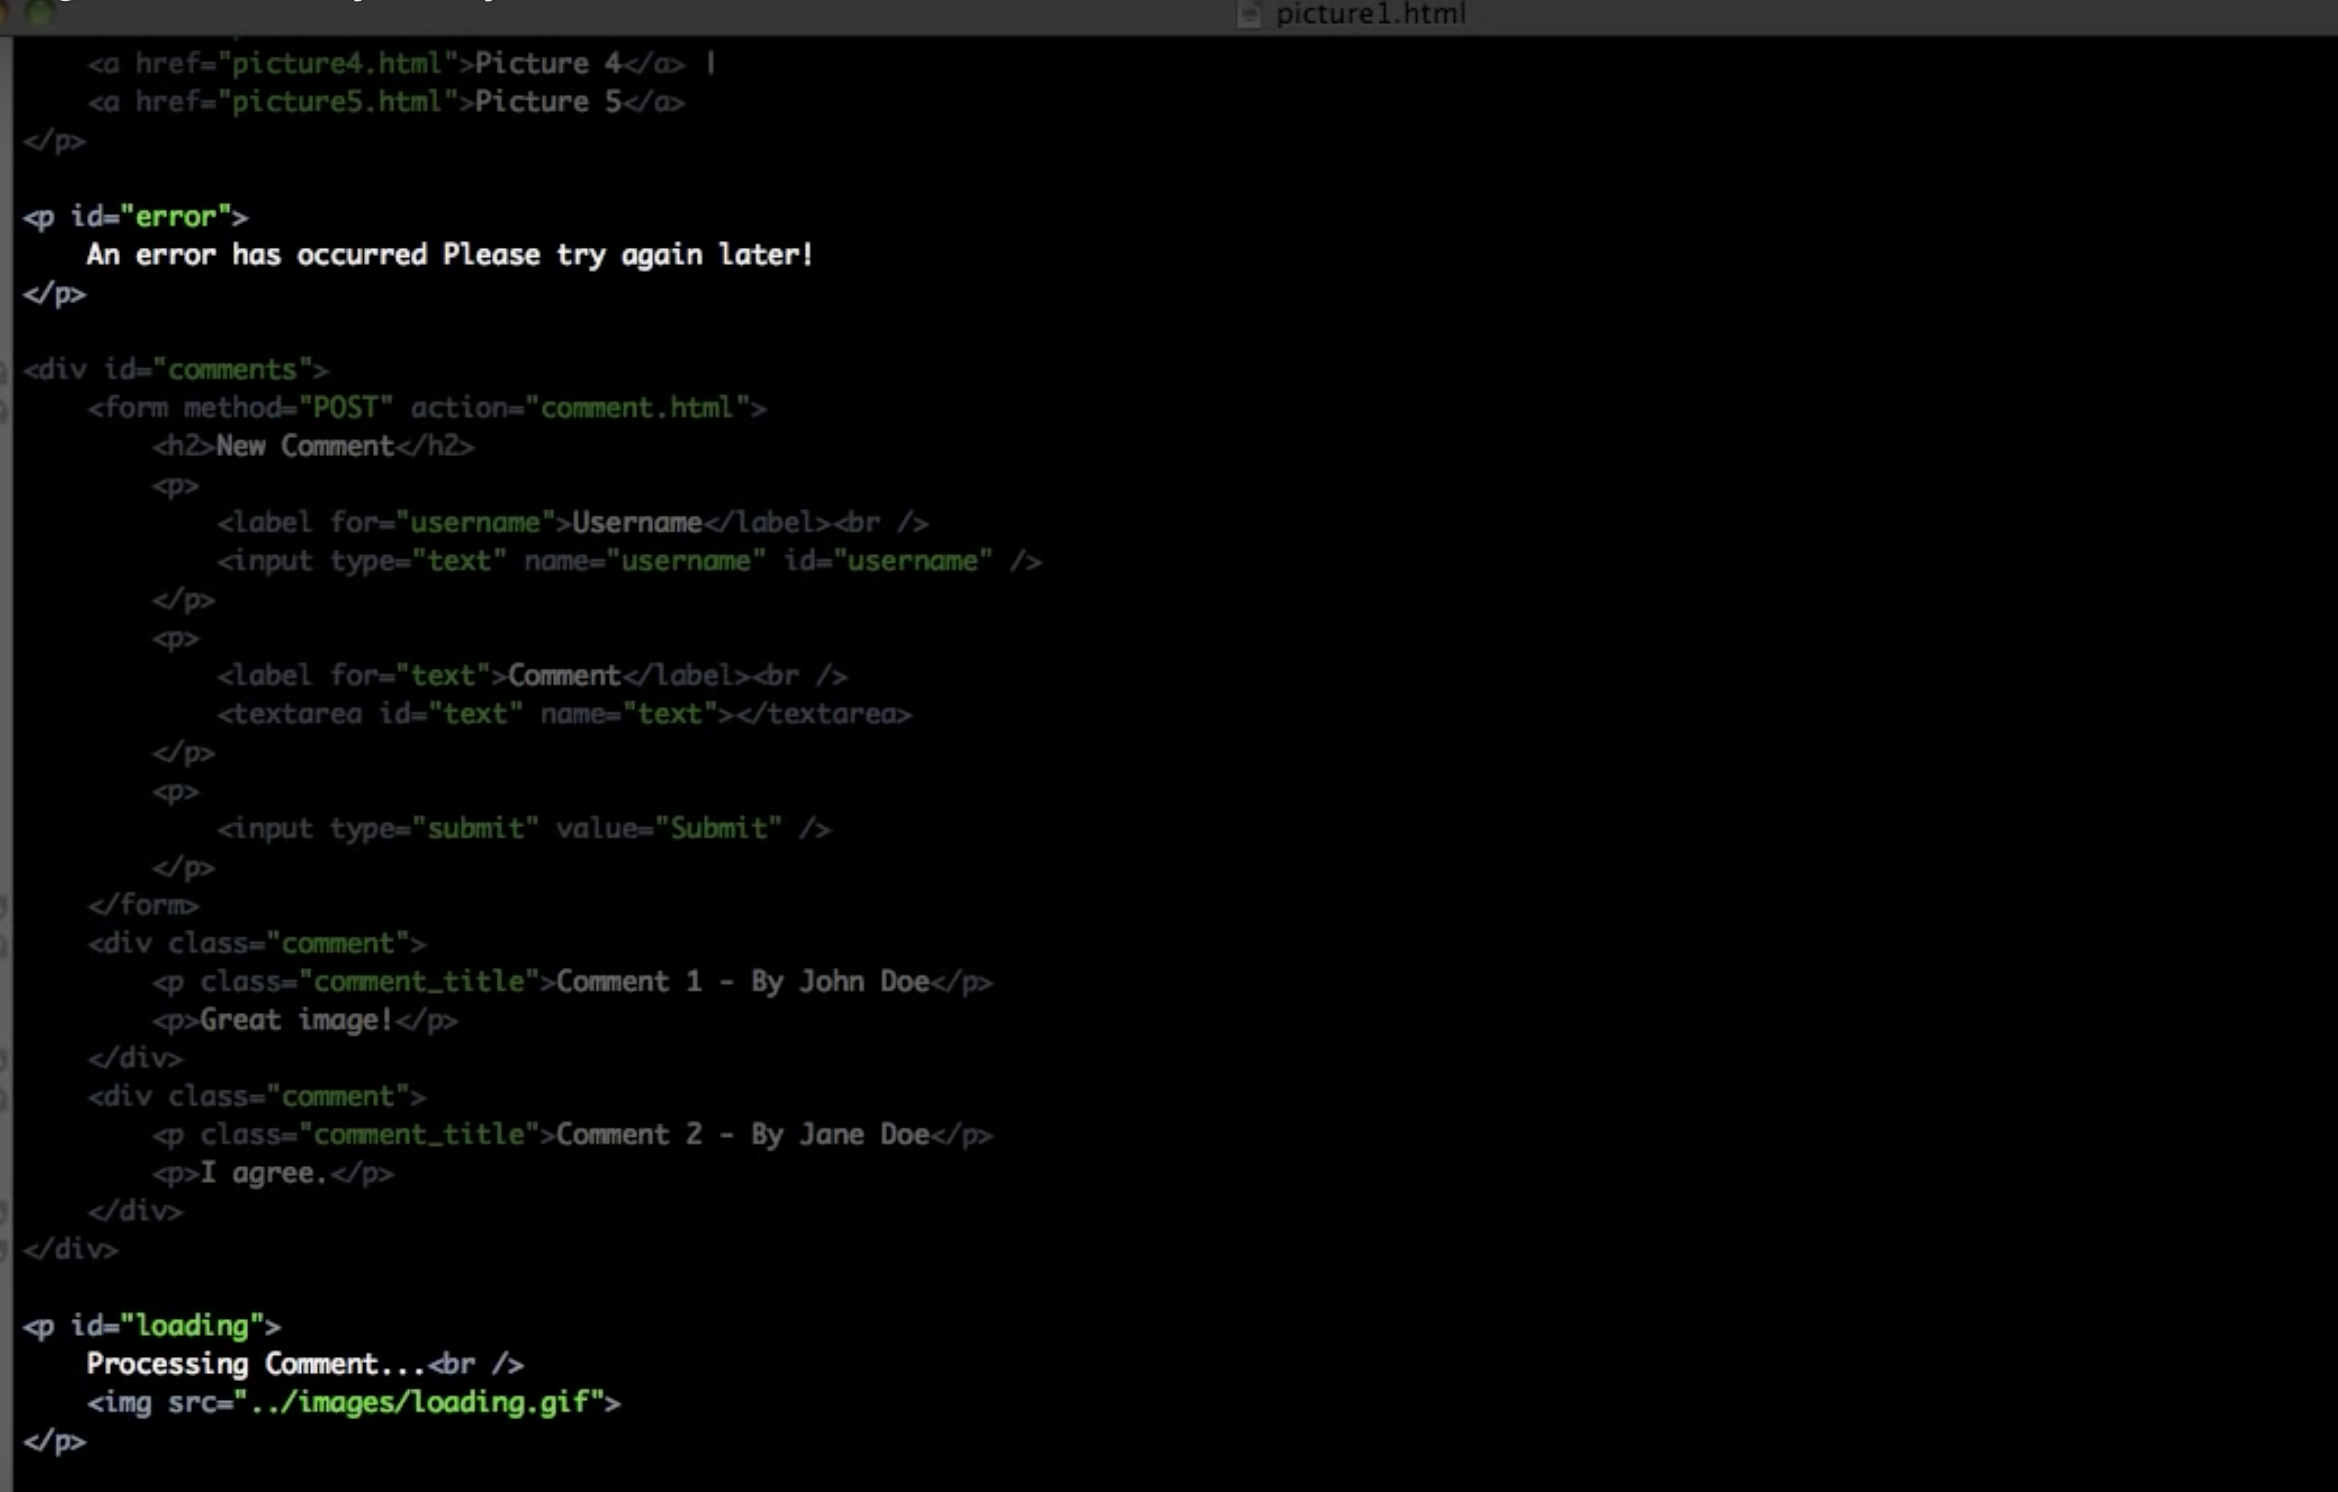 picture1.html
<a href="picture4.html">Picture 4</a> |
<a href="picture5.html">Picture 5</a>
</p>
<p id="error">
An error has occurred Please try again later!
</p>
<div id="comments">
<form method="POST" action="comment.html">
<h2>New Comment</h2>
<p>
<label for="username">Username</label><br />
<input type="text" name="username" id="username" />
</p>
<p>
<label for="text">Comment</label><br />
<textarea id="text" name="text"></textarea>
</p>
<p>
<input type="submit" value="Submit" />
</p>
</form>
<div class="comment">
<p class="comment_title">Comment 1 - By John Doe</p>
<p>Great image!</p>
</div>
<div class="comment">
<p class="comment_title">Comment 2 - By Jane Doe</p>
<p>I agree.</p>
</div>
</div>
<p id="loading">
Processing Comment...<br />
<img src="../images/loading.gif">
</p>